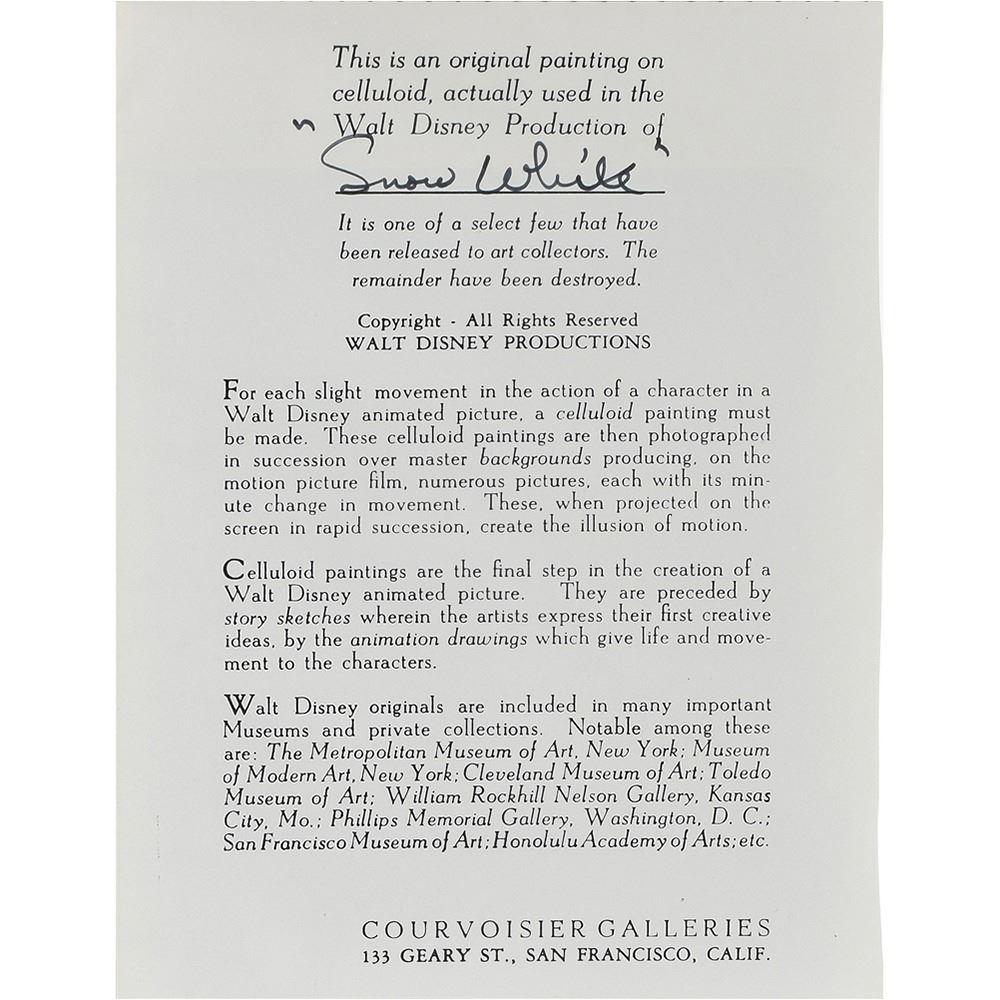 This is an original painting on
celluloid, actually used in the
Walt Disney Production of
"Snow White"
It is one of a select few that have
been released to art collectors. The
remainder have been destroyed.
Copyright - All Rights Reserved
WALT DISNEY PRODUCTIONS
For each slight movement in the action of a character in a
Walt Disney animated picture, a celluloid painting must
be made. These celluloid paintings are then photographed
in succession over master backgrounds producing, on the
motion picture film, numerous pictures, each with its min-
ute change in movement. These, when projected on the
screen in rapid succession, create the illusion of motion.
Celluloid paintings are the final step in the creation of a
Walt Disney animated picture. They are preceded by
story sketches wherein the artists express their first creative
ideas, by the animation drawings which give life and move-
ment to the characters.
Walt Disney originals are included in many important
Museums and private collections. Notable among these
are: The Metropolitan Museum of Art, New York; Museum
of Modern Art, New York; Cleveland Museum of Art; Toledo
Museum of Art; William Rockhill Nelson Gallery, Kansas
City, Mo.; Phillips Memorial Gallery, Washington, D. C.;
San Francisco Museum of Art; Honolulu Academy of Arts; etc.
COURVOISIER GALLERIES
133 GEARY ST., SAN FRANCISCO, CALIF.